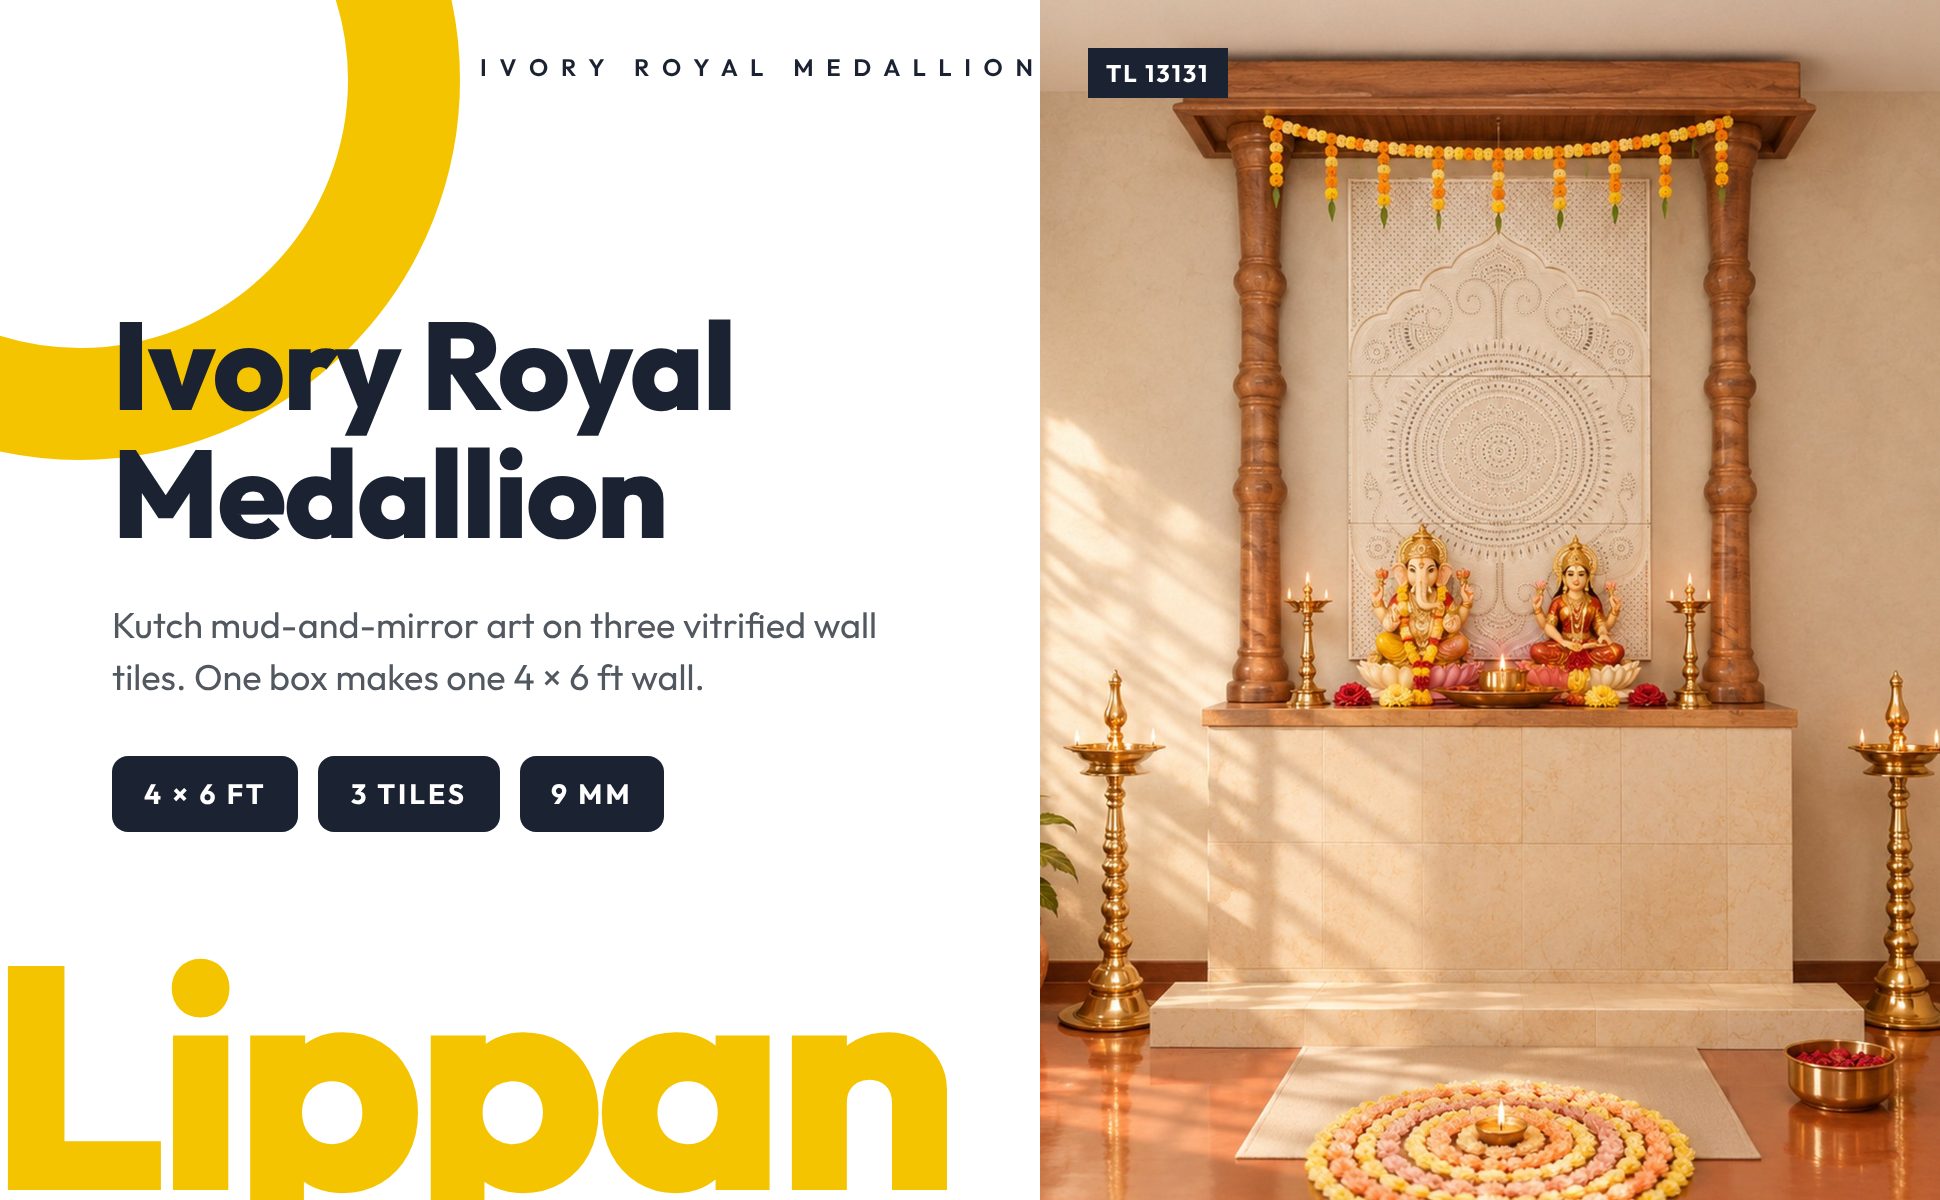 IVORY ROYAL MEDALLION
TL 13131
Ivory Royal
Medallion
Kutch mud-and-mirror art on three vitrified wall
tiles. One box makes one 4 × 6 ft wall.
4 × 6 FT
3 TILES
9 MM
Lippan